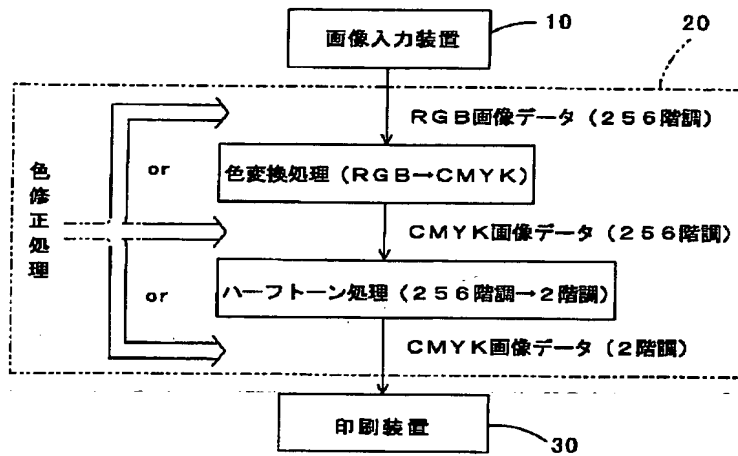 画像入力装置
10
20
RGB画像データ(256階調)
or
色変換処理(RGB→CMYK)
色修正処理
CMYK画像データ(256階調)
or
ハーフトーン処理(256階調→2階調)
CMYK画像データ(2階調)
印刷装置
30